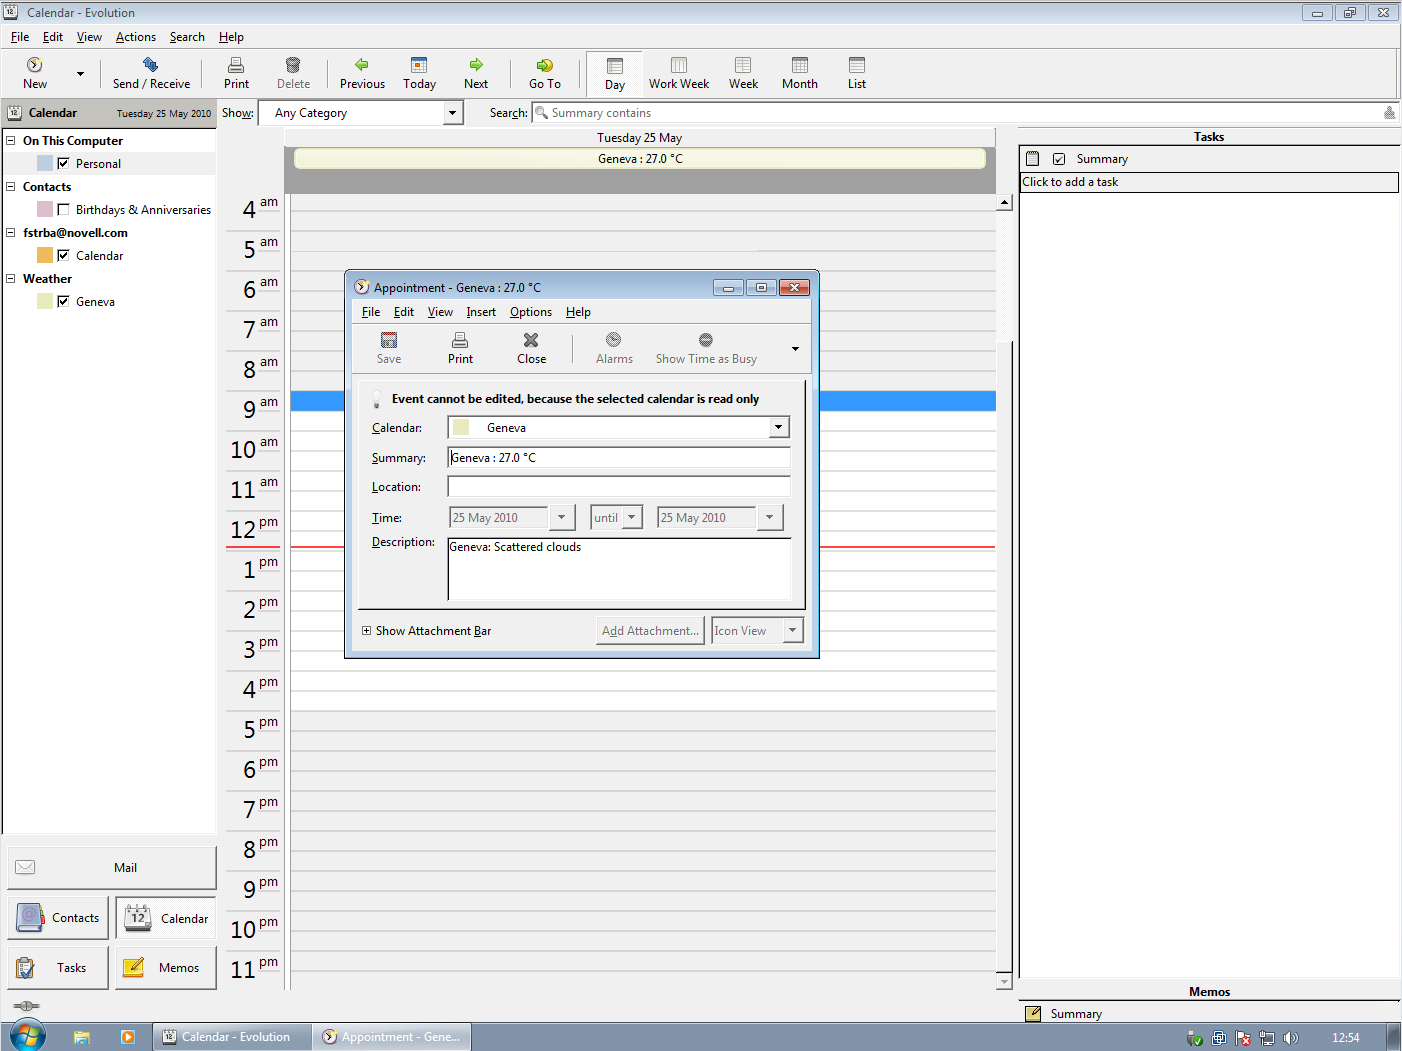 Calendar - Evolution
File Edit View Actions Search Help
New Send / Receive Print Delete Previous Today Next Go To Day Work Week Week Month List
Calendar Tuesday 25 May 2010 Show: Any Category Search: Summary contains
On This Computer
Personal
Contacts
Birthdays & Anniversaries
fstrba@novell.com
Calendar
Weather
Geneva
Tuesday 25 May
Geneva : 27.0 °C
4 am
5 am
6 am
7 am
8 am
9 am
10 am
11 am
12 pm
1 pm
2 pm
3 pm
4 pm
5 pm
6 pm
7 pm
8 pm
9 pm
10 pm
11 pm
Appointment - Geneva : 27.0 °C
File Edit View Insert Options Help
Save Print Close Alarms Show Time as Busy
Event cannot be edited, because the selected calendar is read only
Calendar: Geneva
Summary: Geneva : 27.0 °C
Location:
Time: 25 May 2010 until 25 May 2010
Description: Geneva: Scattered clouds
Show Attachment Bar Add Attachment... Icon View
Tasks
Summary
Click to add a task
Memos
Summary
Mail
Contacts Calendar
12
Tasks Memos
Calendar - Evolution Appointment - Gene... 12:54